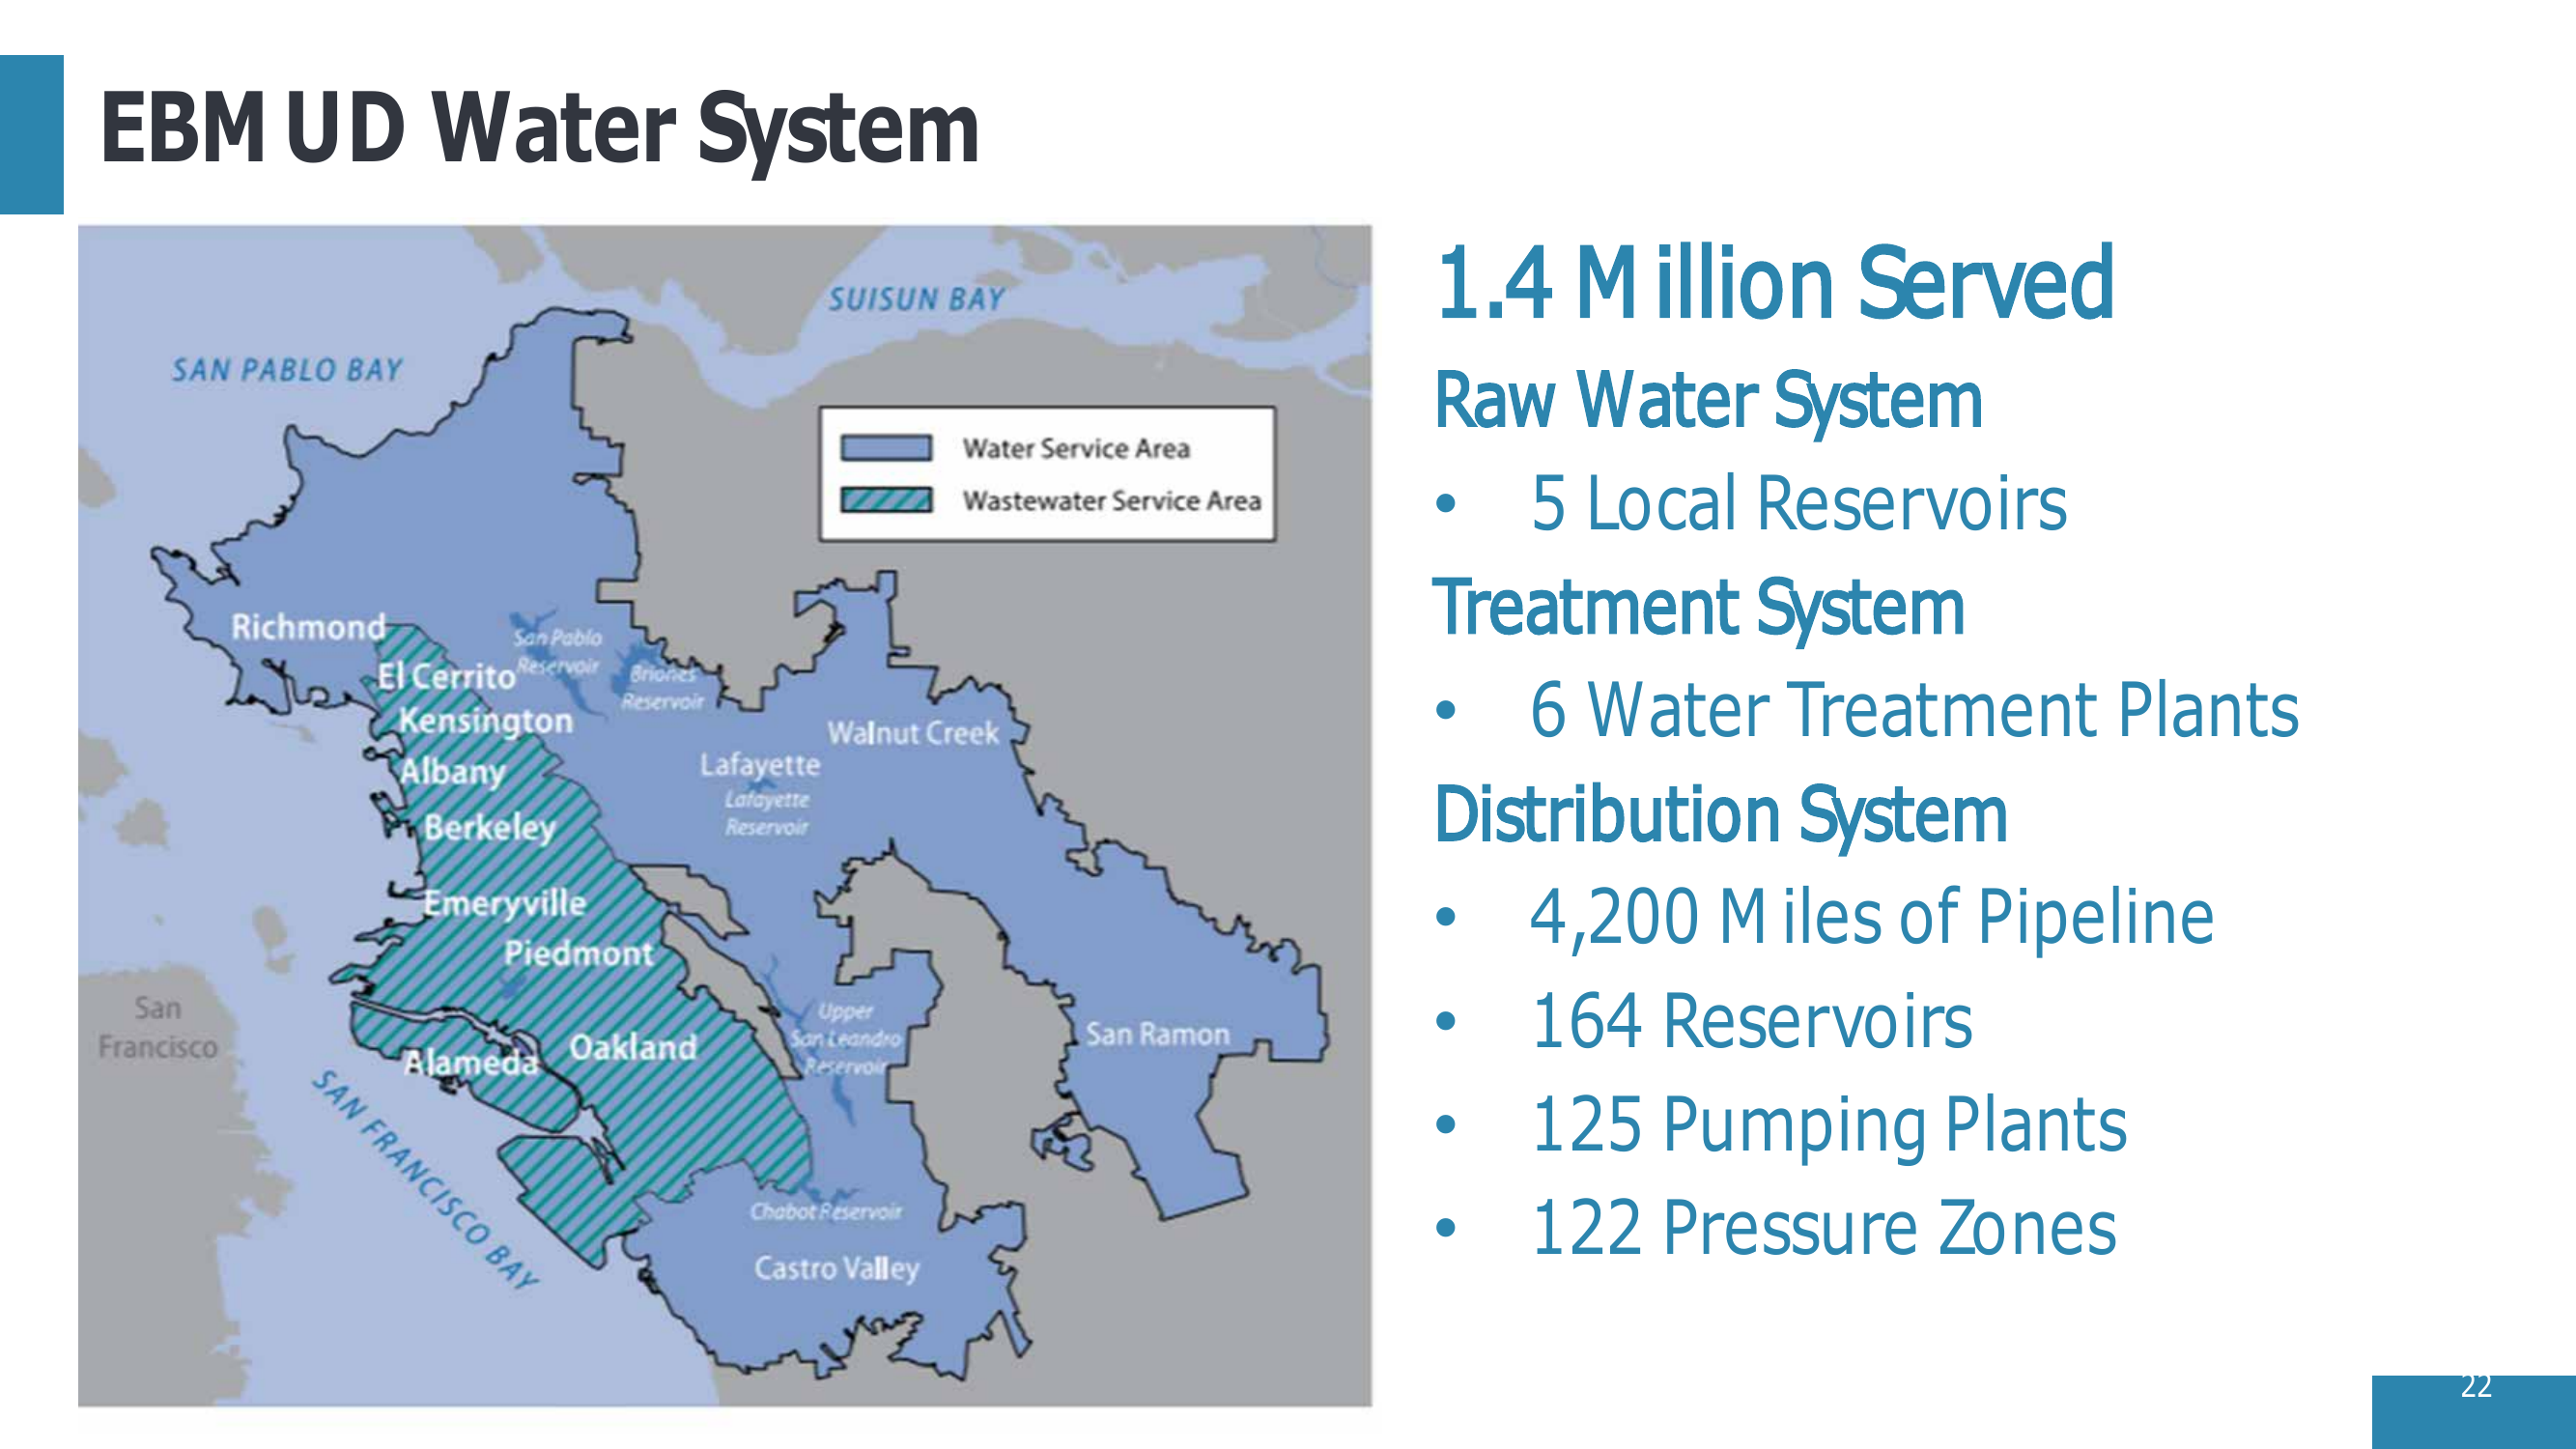 EBMUD Water System
SUISUN BAY
SAN PABLO BAY
Water Service Area
Wastewater Service Area
Richmond
San Pablo
Reservoir
El Cerrito
Briones
Reservoir
Kensington
Walnut Creek
Lafayette
Albany
Lafayette
Reservoir
Berkeley
Emeryville
Piedmont
San
Francisco
Upper
San Leandro
Reservoir
Oakland
Alameda
San Ramon
SAN FRANCISCO BAY
Chabot Reservoir
Castro Valley
1.4 Million Served
Raw Water System
• 5 Local Reservoirs
Treatment System
• 6 Water Treatment Plants
Distribution System
• 4,200 Miles of Pipeline
• 164 Reservoirs
• 125 Pumping Plants
• 122 Pressure Zones
22